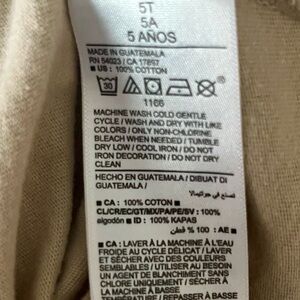 5T
5A
5 AÑOS
MADE IN GUATEMALA
RN 54023 / CA 17897
■ US : 100% COTTON
30
1166
MACHINE WASH COLD GENTLE
CYCLE / WASH AND DRY WITH LIKE
COLORS / ONLY NON-CHLORINE
BLEACH WHEN NEEDED / TUMBLE
DRY LOW / COOL IRON / DO NOT
IRON DECORATION / DO NOT DRY
CLEAN
HECHO EN GUATEMALA / DIBUAT DI
GUATEMALA / صنع في جواتيمالا
■ CA : 100% COTON ■
CL/CR/EC/GT/MX/PA/PE/SV : 100%
algodón ■ ID : 100% KAPAS
■ AE : 100 % قطن
■ CA : LAVER À LA MACHINE À L'EAU
FROIDE AU CYCLE DÉLICAT / LAVER
ET SÉCHER AVEC DES COULEURS
SEMBLABLES / UTILISER AU BESOIN
UN AGENT DE BLANCHIMENT SANS
CHLORE UNIQUEMENT / SÉCHER À
LA MACHINE À BASSE
TEMPÉRATURE / REPASSER À BASSE